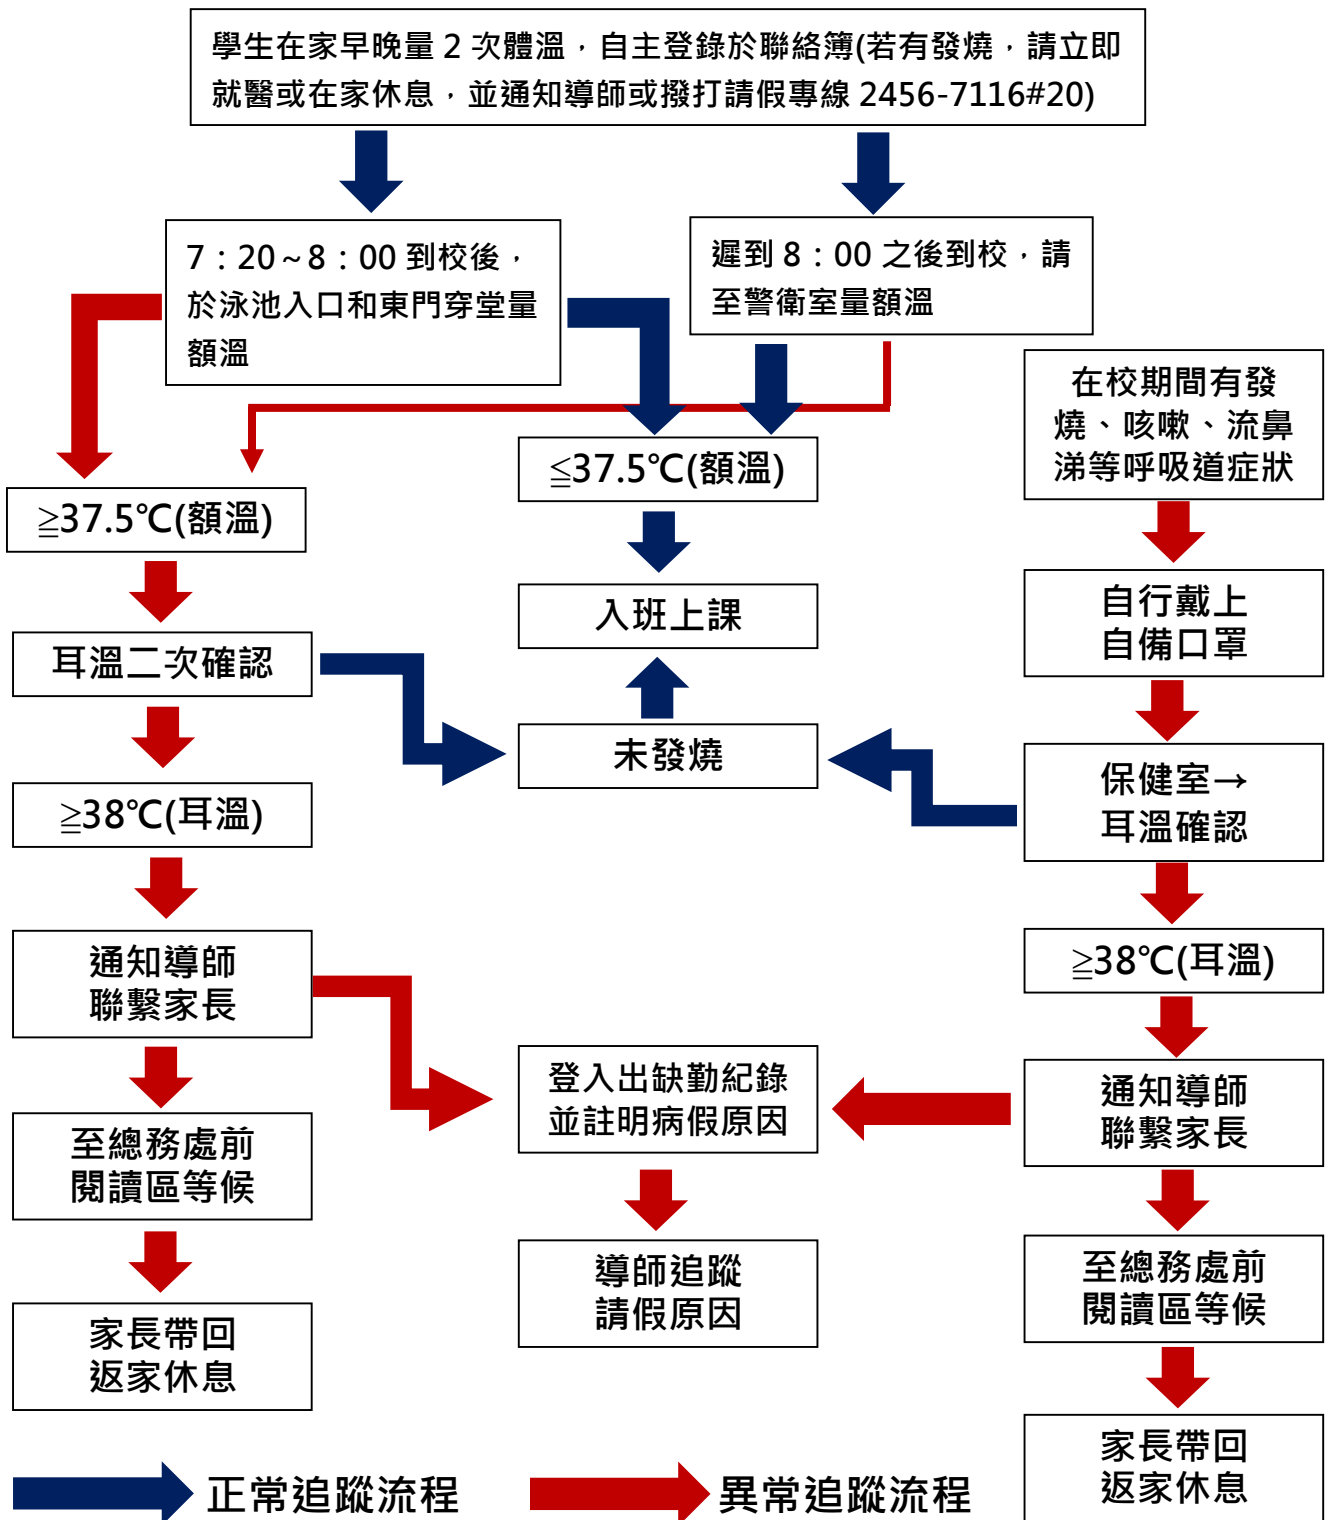 學生在家早晚量 2 次體溫，自主登錄於聯絡簿(若有發燒，請立即
就醫或在家休息，並通知導師或撥打請假專線 2456-7116#20)
7：20～8：00 到校後，
於泳池入口和東門穿堂量
額溫
遲到 8：00 之後到校，請
至警衛室量額溫
在校期間有發
燒、咳嗽、流鼻
涕等呼吸道症狀
≦37.5℃(額溫)
≧37.5℃(額溫)
入班上課
自行戴上
自備口罩
耳溫二次確認
未發燒
保健室→
耳溫確認
≧38℃(耳溫)
通知導師
聯繫家長
≧38℃(耳溫)
登入出缺勤紀錄
並註明病假原因
通知導師
聯繫家長
至總務處前
閱讀區等候
導師追蹤
請假原因
至總務處前
閱讀區等候
家長帶回
返家休息
家長帶回
返家休息
正常追蹤流程
異常追蹤流程